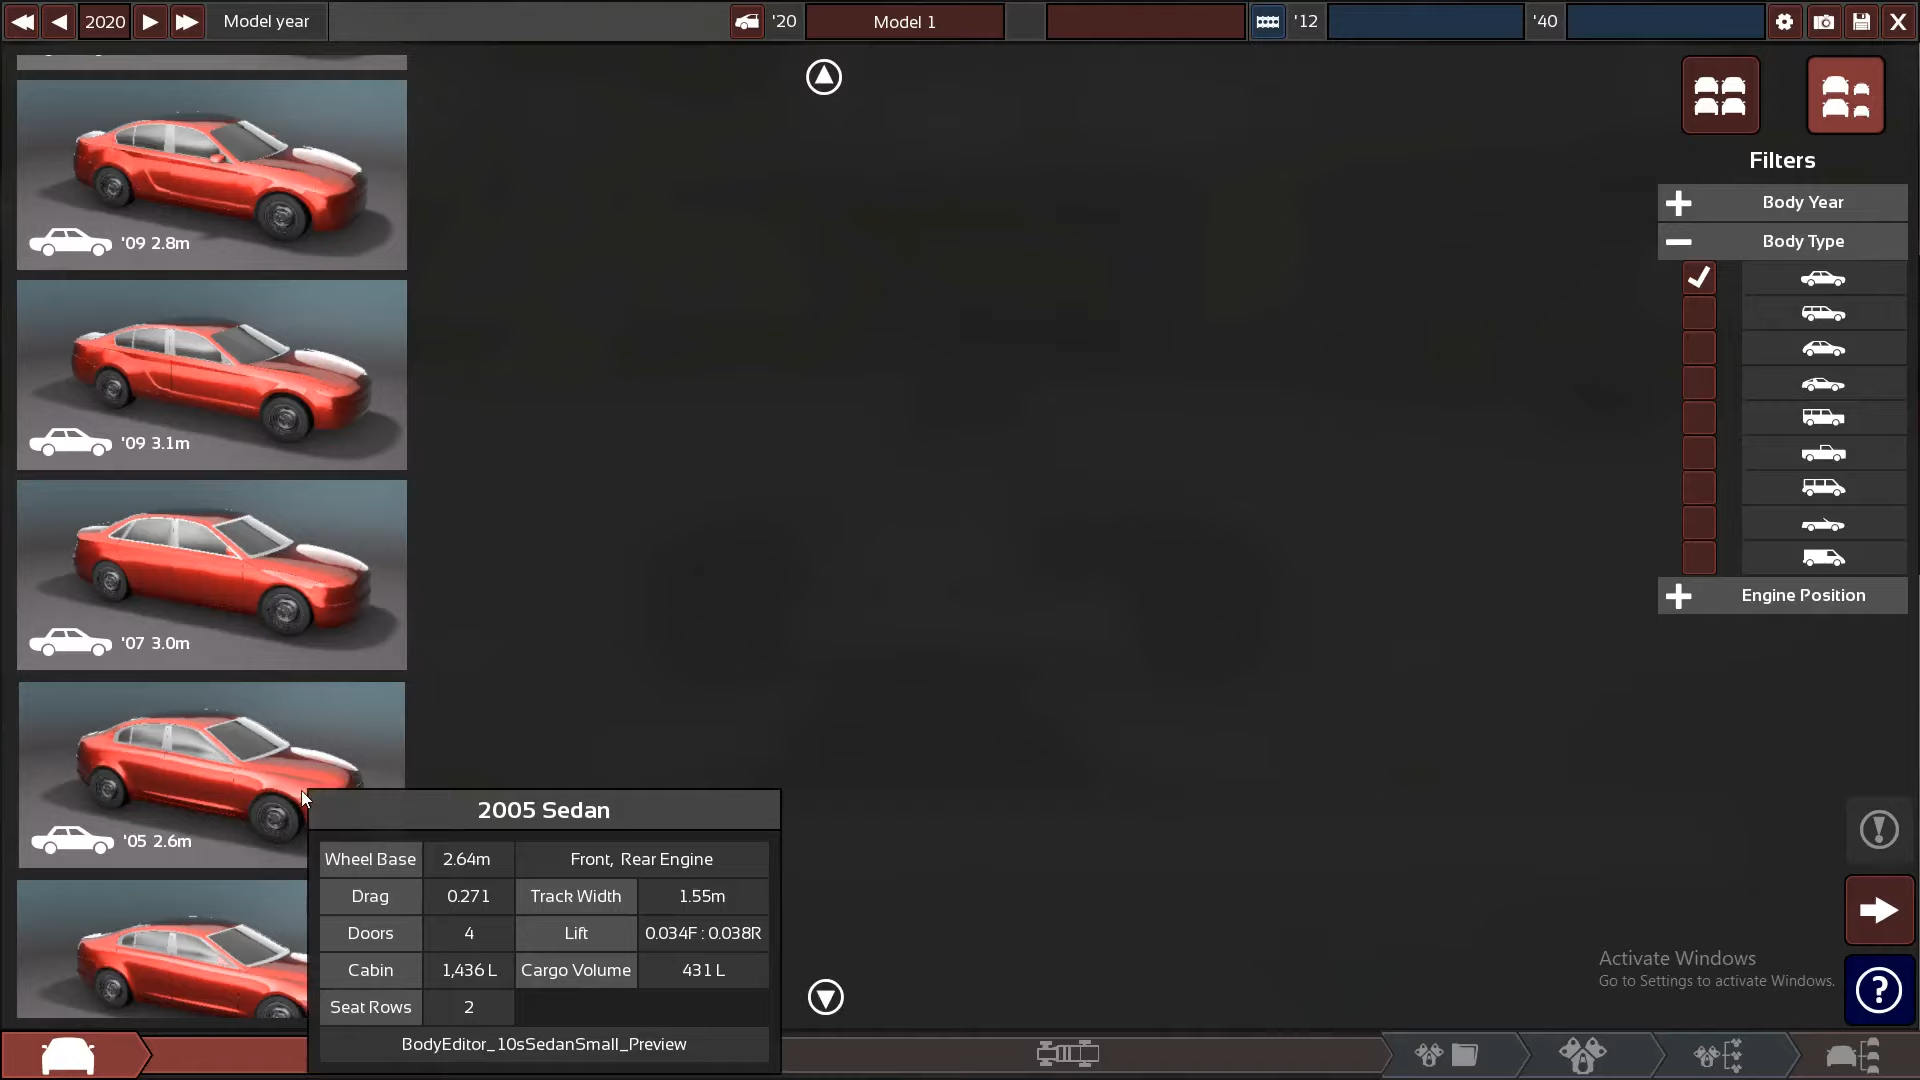 2020
Model year
'20
Model 1
'12
'40
'09 2.8m
'09 3.1m
'07 3.0m
'05 2.6m
2005 Sedan
Wheel Base 2.64m Front, Rear Engine
Drag 0.271 Track Width 1.55m
Doors 4 Lift 0.034F : 0.038R
Cabin 1,436 L Cargo Volume 431 L
Seat Rows 2
BodyEditor_10sSedanSmall_Preview
Filters
Body Year
Body Type
Engine Position
Activate Windows
Go to Settings to activate Windows.